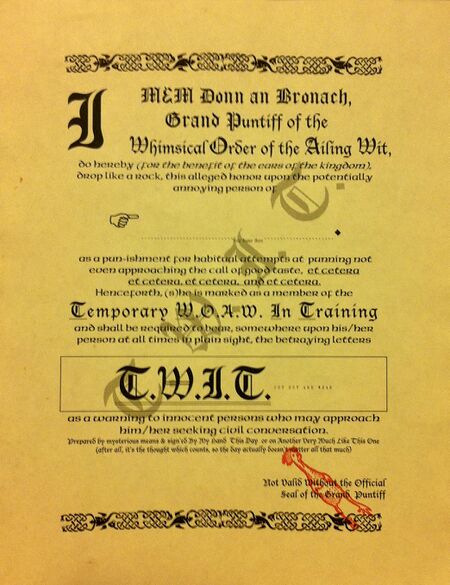 I M&M Donn an Bronach,
Grand Puntiff of the
Whimsical Order of the Ailing Wit,
do hereby (for the benefit of the ears of the kingdom),
drop like a rock, this alleged honor upon the potentially
annoying person of
as a pun-ishment for habitual attempts at punning not
even approaching the call of good taste, et cetera
et cetera, et cetera, and et cetera.
Henceforth, (s)he is marked as a member of the
Temporary W.O.A.W. In Training
and shall be required to bear, somewhere upon his/her
person at all times in plain sight, the betraying letters
T.W.I.T. CUT OUT AND WEAR
as a warning to innocent persons who may approach
him/her seeking civil conversation.
Prepared by mysterious means & sign'd By My Hand This Day or on Another Very Much Like This One
(after all, it's the thought which counts, so the day actually doesn't matter all that much)
Not Valid Without the Official
Seal of the Grand Puntiff
T.W.I.T.